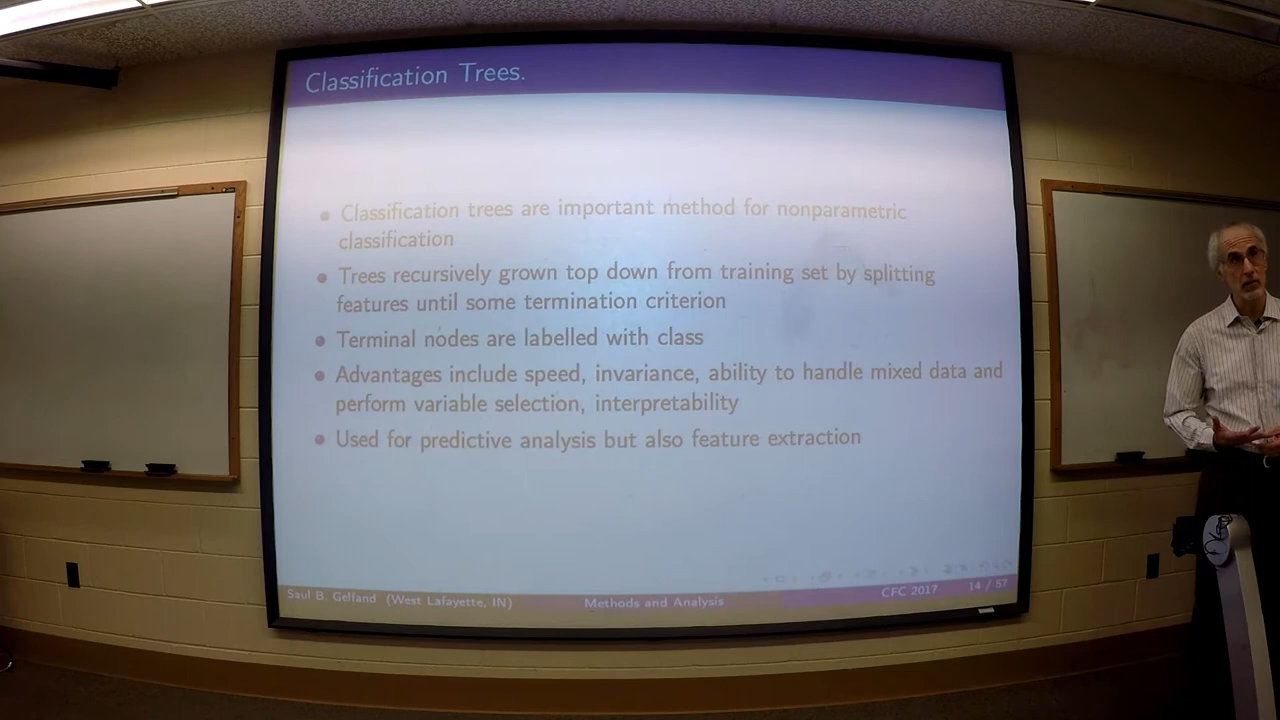 Classification Trees.
Classification trees are important method for nonparametric
classification
Trees recursively grown top down from training set by splitting
features until some termination criterion
Terminal nodes are labelled with class
Advantages include speed, invariance, ability to handle mixed data and
perform variable selection, interpretability
Used for predictive analysis but also feature extraction
Saul B. Gelfand (West Lafayette, IN) Methods and Analysis CFC 2017 14 / 57